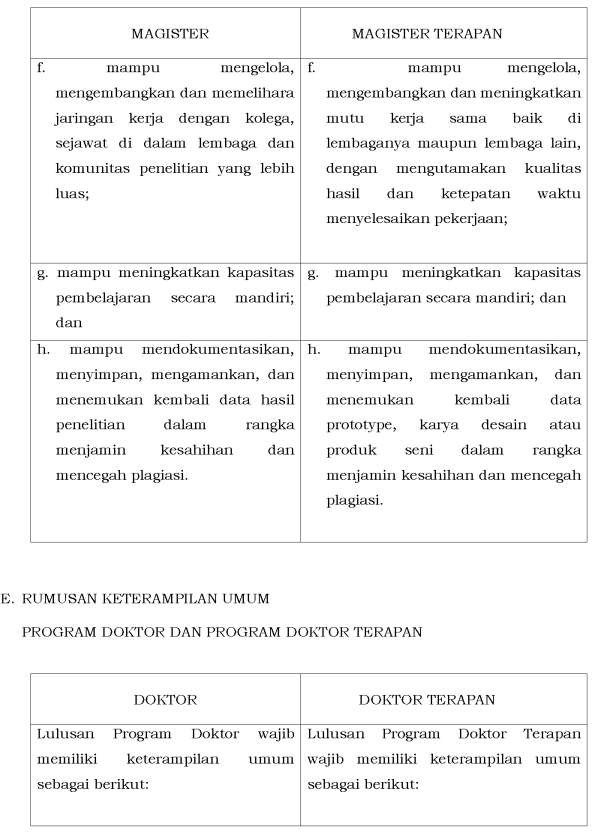 MAGISTER
MAGISTER TERAPAN
f. mampu mengelola,
mengembangkan dan memelihara
jaringan kerja dengan kolega,
sejawat di dalam lembaga dan
komunitas penelitian yang lebih
luas;
f. mampu mengelola,
mengembangkan dan meningkatkan
mutu kerja sama baik di
lembaganya maupun lembaga lain,
dengan mengutamakan kualitas
hasil dan ketepatan waktu
menyelesaikan pekerjaan;
g. mampu meningkatkan kapasitas
pembelajaran secara mandiri;
dan
g. mampu meningkatkan kapasitas
pembelajaran secara mandiri; dan
h. mampu mendokumentasikan,
menyimpan, mengamankan, dan
menemukan kembali data hasil
penelitian dalam rangka
menjamin kesahihan dan
mencegah plagiasi.
h. mampu mendokumentasikan,
menyimpan, mengamankan, dan
menemukan kembali data
prototype, karya desain atau
produk seni dalam rangka
menjamin kesahihan dan mencegah
plagiasi.
E. RUMUSAN KETERAMPILAN UMUM
PROGRAM DOKTOR DAN PROGRAM DOKTOR TERAPAN
DOKTOR
DOKTOR TERAPAN
Lulusan Program Doktor wajib
memiliki keterampilan umum
sebagai berikut:
Lulusan Program Doktor Terapan
wajib memiliki keterampilan umum
sebagai berikut: